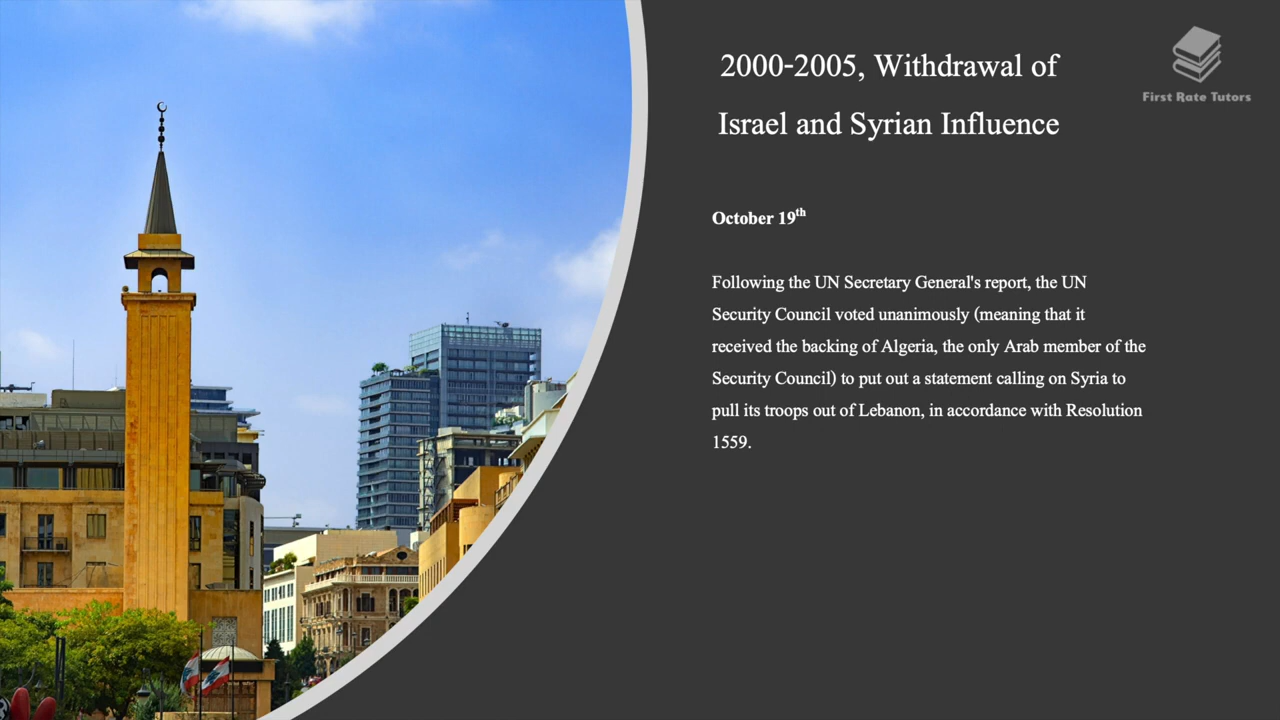 2000-2005, Withdrawal of
Israel and Syrian Influence
First Rate Tutors
October 19th
Following the UN Secretary General's report, the UN
Security Council voted unanimously (meaning that it
received the backing of Algeria, the only Arab member of the
Security Council) to put out a statement calling on Syria to
pull its troops out of Lebanon, in accordance with Resolution
1559.